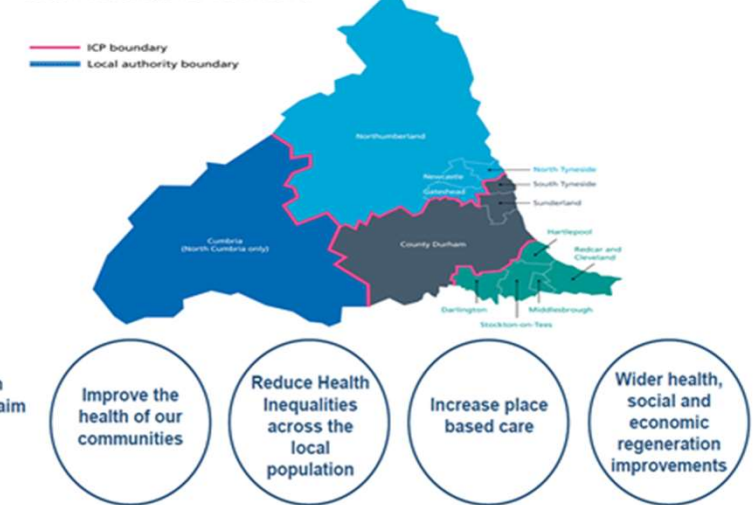 ICP boundary
Local authority boundary
Northumberland
Newcastle
North Tyneside
Gateshead
South Tyneside
Sunderland
Cumbria
(North Cumbria only)
County Durham
Hartlepool
Redcar and
Cleveland
Darlington
Middlesbrough
Stockton-on-Tees
aim
Improve the
health of our
communities
Reduce Health
Inequalities
across the
local
population
Increase place
based care
Wider health,
social and
economic
regeneration
improvements